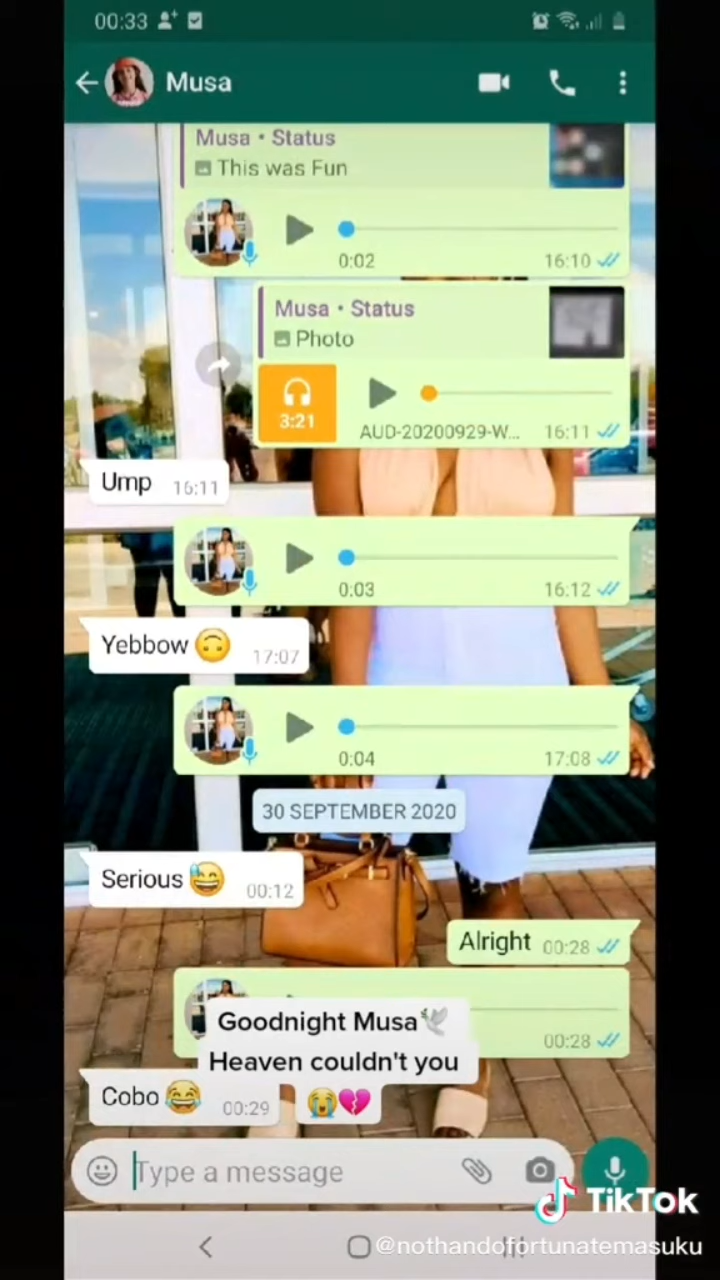 00:33
Musa
Musa • Status
This was Fun
0:02 16:10
Musa • Status
Photo
3:21
AUD-20200929-W... 16:11
Ump 16:11
0:03 16:12
Yebbow🙃 17:07
0:04 17:08
30 SEPTEMBER 2020
Serious😅 00:12
Alright 00:28
00:28
Goodnight Musa🕊
Heaven couldn't you
😭💔
Cobo😂 00:29
Type a message
TikTok
@nothandofortunatemasuku